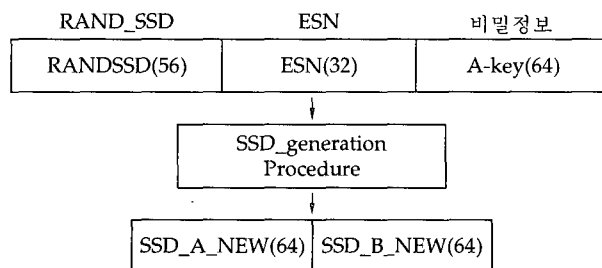 RAND_SSD ESN 비밀정보
RANDSSD(56) ESN(32) A-key(64)
SSD_generation
Procedure
SSD_A_NEW(64) SSD_B_NEW(64)